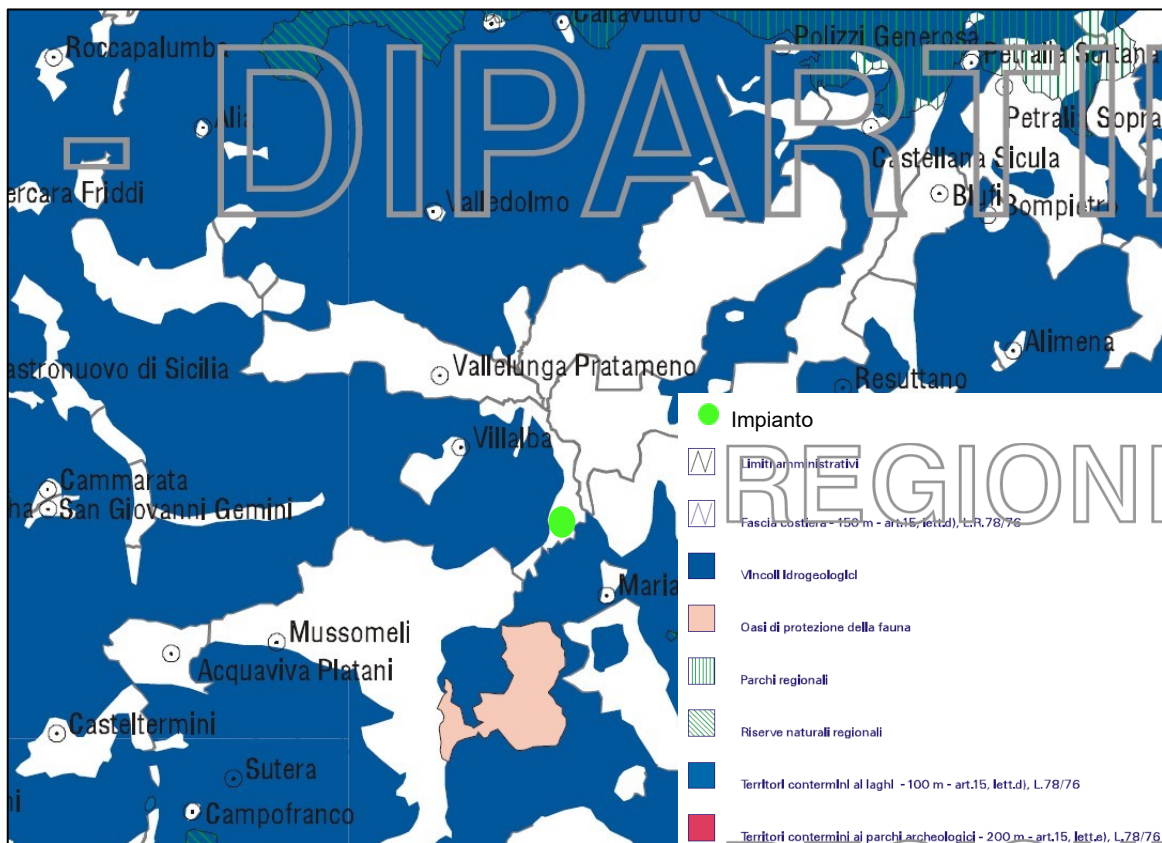 Caltavuturo
Roccapalumba
Polizzi Generosa
Petralia Sottana
- DIPARTI
Alia
Petralia Sopra
Castellana Sicula
ercara Friddi
Valledolmo
Blufi
Bompietro
Alimena
astronuovo di Sicilia
Vallelunga Pratameno
Resuttano
Villalba
Cammarata
San Giovanni Gemini
Maria
Mussomeli
Acquaviva Platani
Casteltermini
Sutera
Campofranco
Impianto
REGION
Limiti amministrativi
Fascia costiera - 150 m - art.15, lett.d), L.R.78/76
Vincoli idrogeologici
Oasi di protezione della fauna
Parchi regionali
Riserve naturali regionali
Territori contermini ai laghi - 100 m - art.15, lett.d), L.78/76
Territori contermini ai parchi archeologici - 200 m - art.15, lett.e), L.78/76